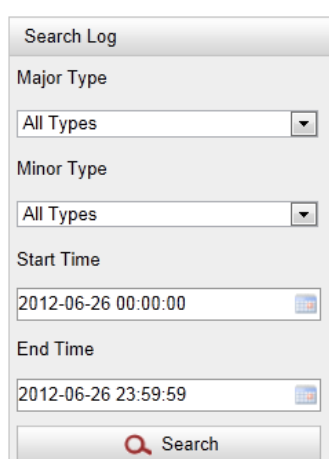 Search Log
Major Type
All Types
Minor Type
All Types
Start Time
2012-06-26 00:00:00
End Time
2012-06-26 23:59:59
Search